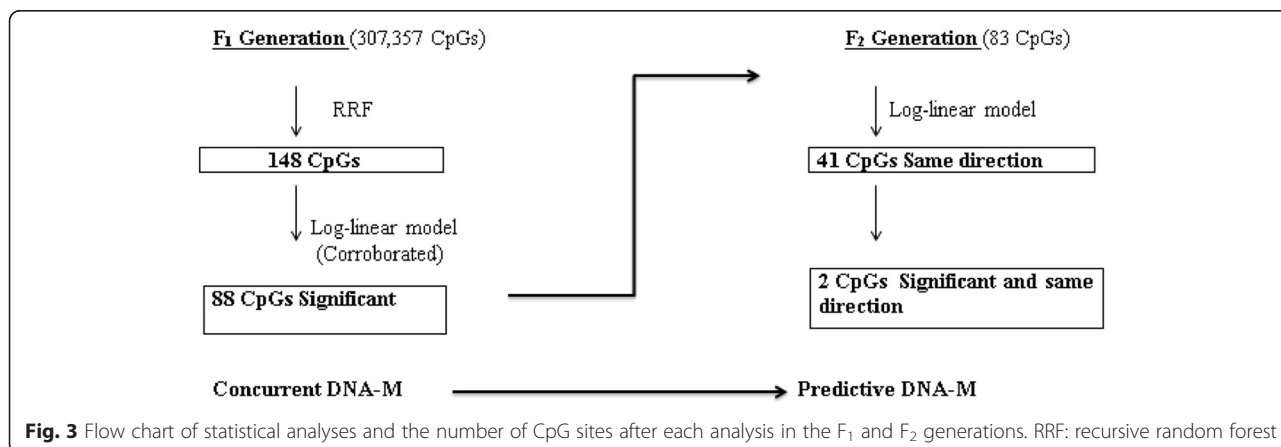 F₁ Generation (307,357 CpGs)
RRF
148 CpGs
Log-linear model
(Corroborated)
88 CpGs Significant
Concurrent DNA-M
F₂ Generation (83 CpGs)
Log-linear model
41 CpGs Same direction
2 CpGs Significant and same
direction
Predictive DNA-M
Fig. 3 Flow chart of statistical analyses and the number of CpG sites after each analysis in the F₁ and F₂ generations. RRF: recursive random forest